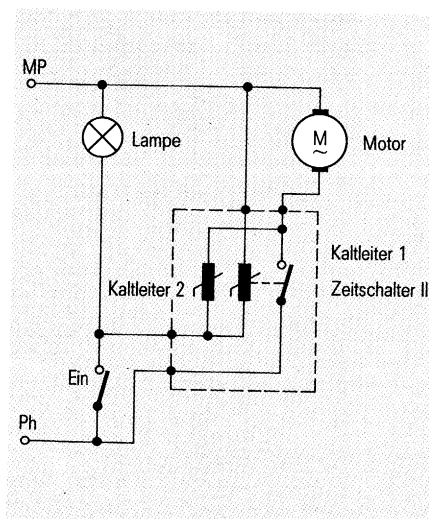 MP
Lampe
M
~
Motor
Kaltleiter 1
Kaltleiter 2
Zeitschalter II
Ein
Ph